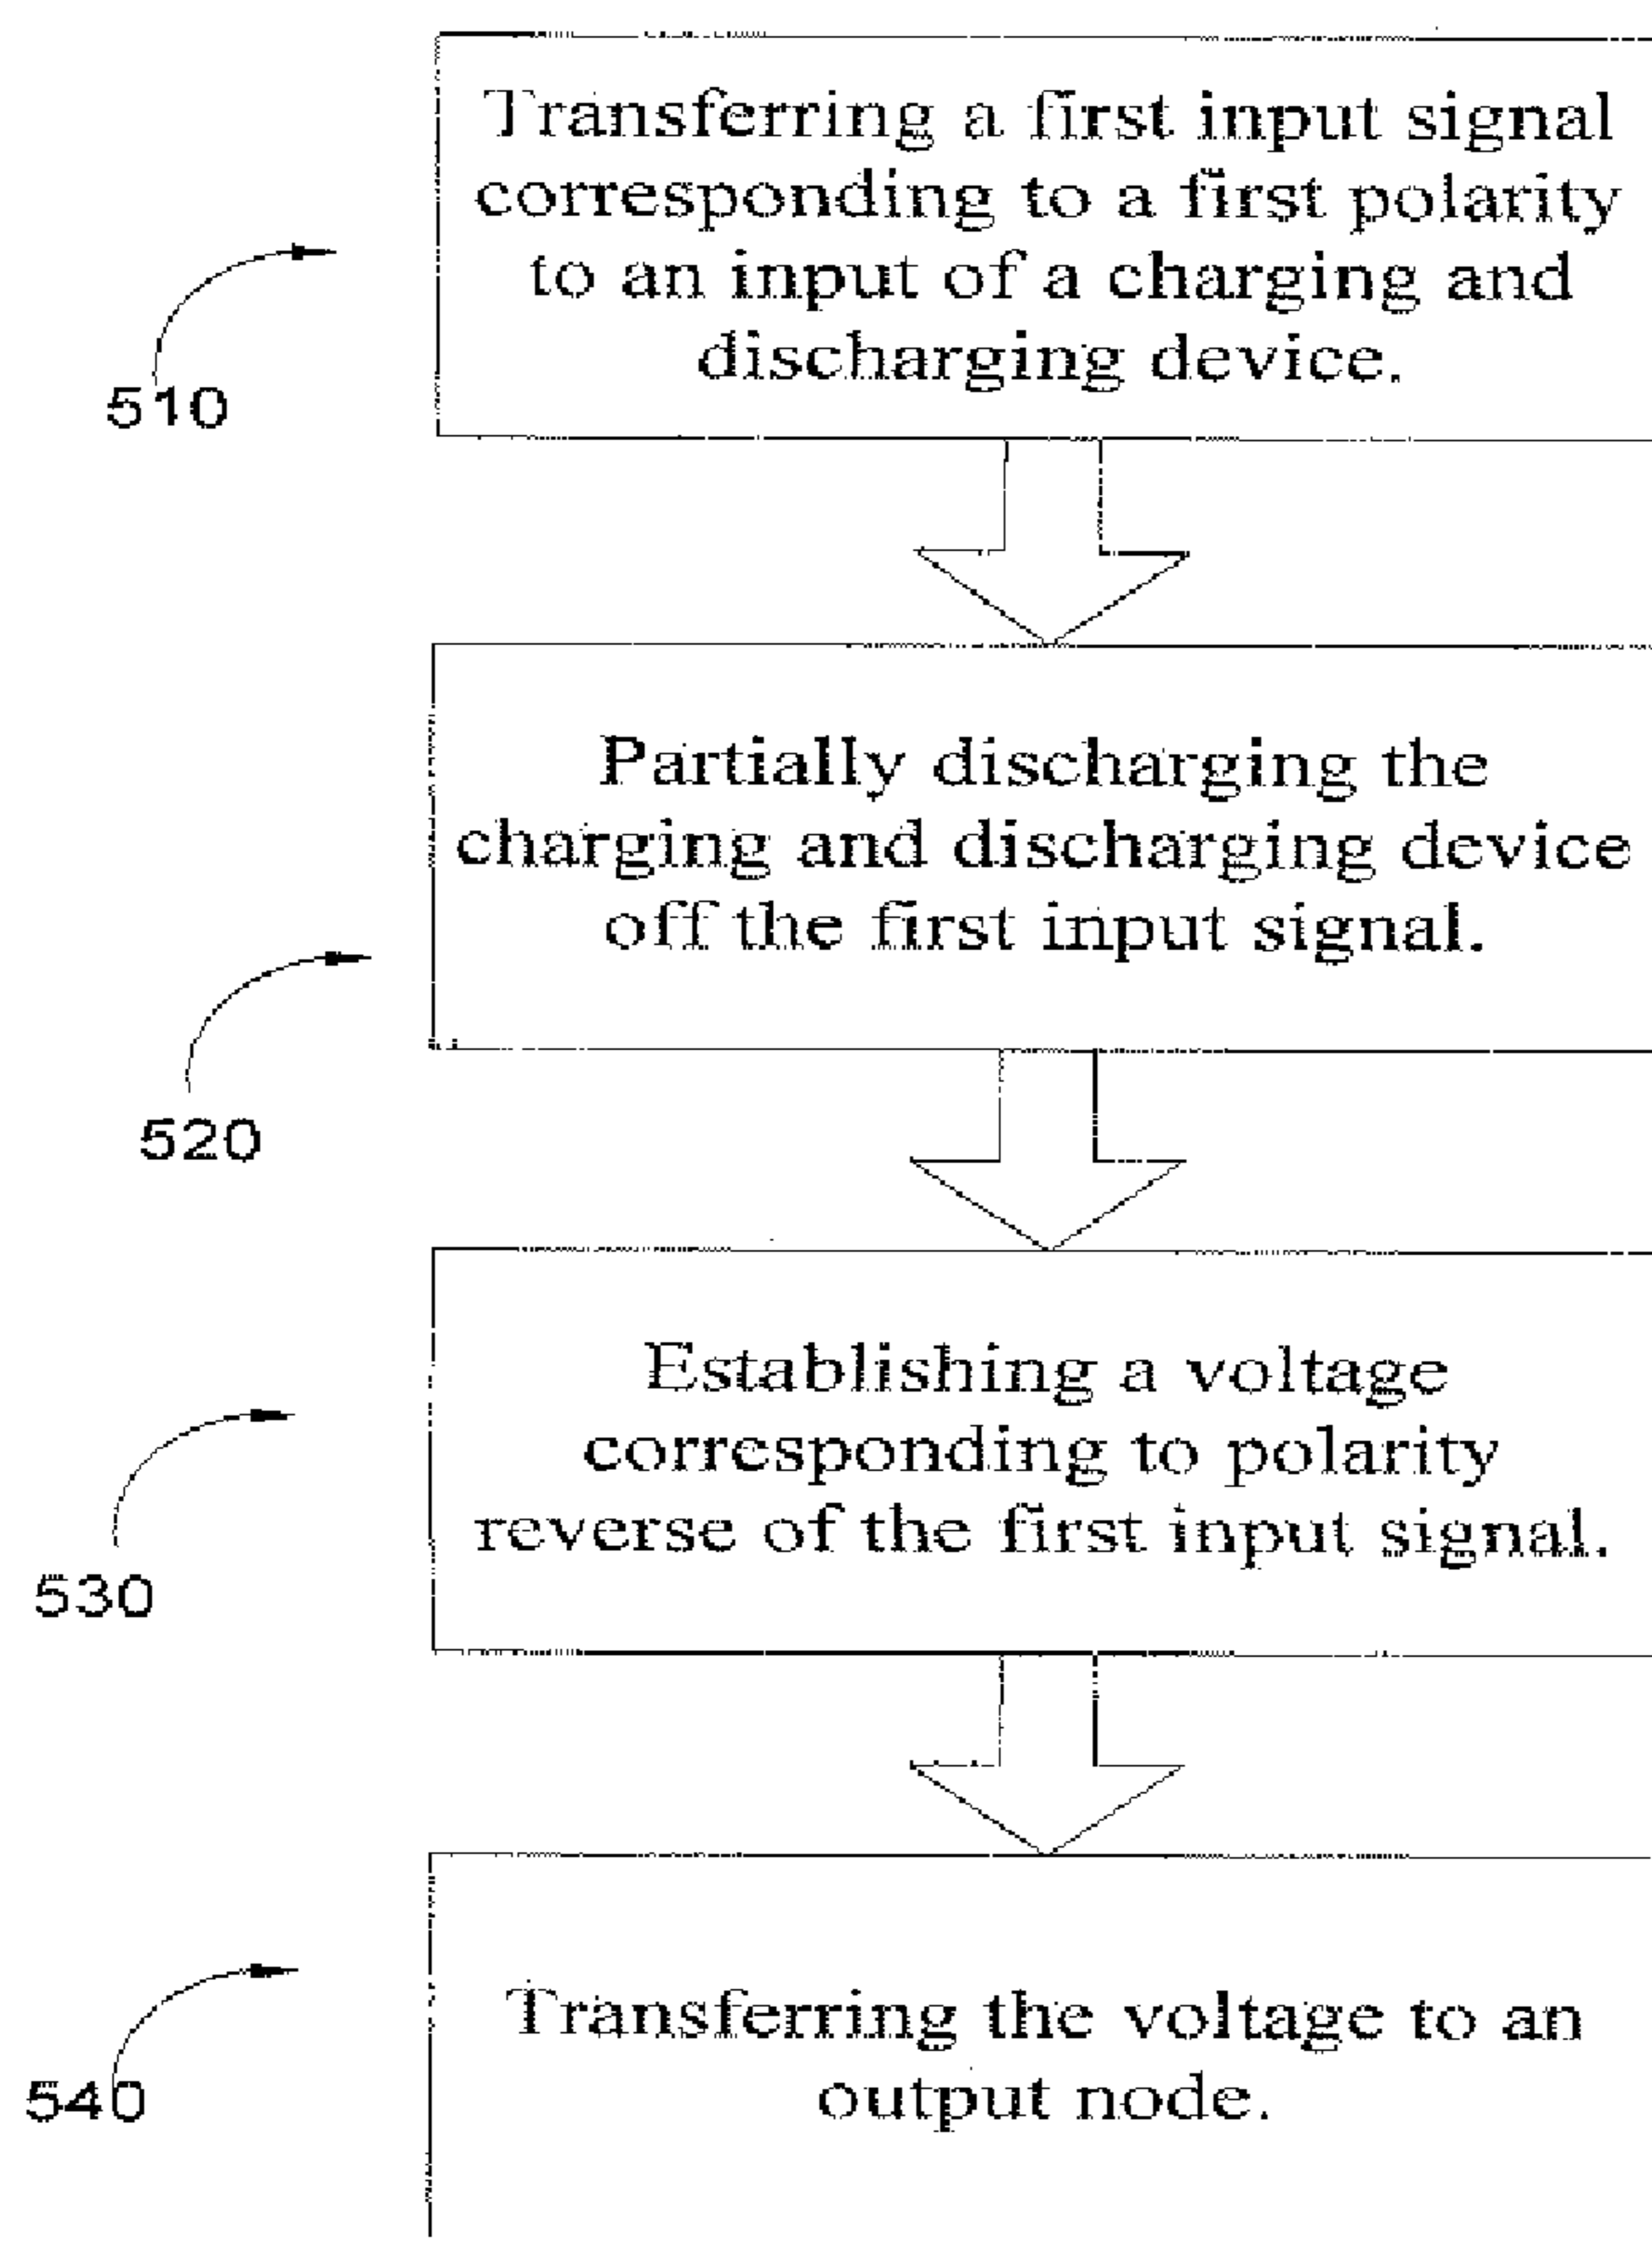 Transferring a first input signal
corresponding to a first polarity
to an input of a charging and
discharging device.
510
Partially discharging the
charging and discharging device
off the first input signal.
520
Establishing a voltage
corresponding to polarity
reverse of the first input signal.
530
Transferring the voltage to an
output node.
540